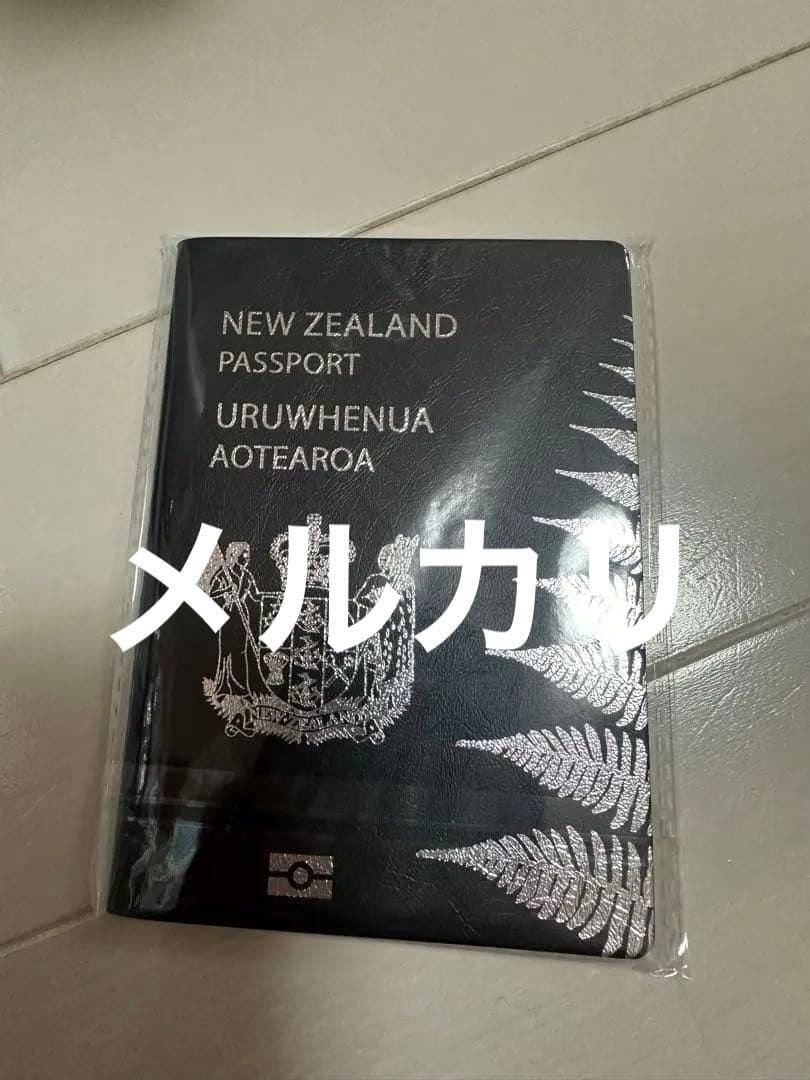 NEW ZEALAND
PASSPORT
URUWHENUA
AOTEAROA
メルカリ
NEW ZEALAND